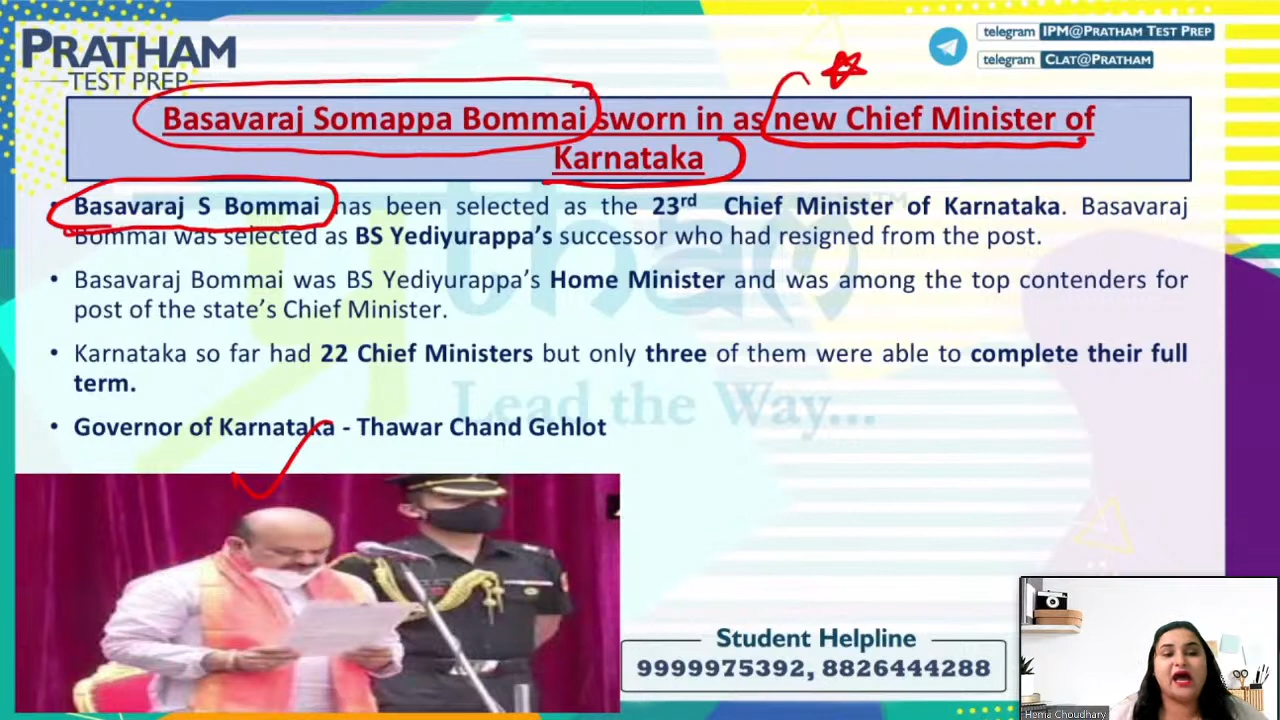 PRATHAM
TEST PREP
telegram IPM@PRATHAM TEST PREP
telegram CLAT@PRATHAM
Basavaraj Somappa Bommai sworn in as new Chief Minister of
Karnataka
• Basavaraj S Bommai has been selected as the 23rd Chief Minister of Karnataka. Basavaraj
Bommai was selected as BS Yediyurappa’s successor who had resigned from the post.
• Basavaraj Bommai was BS Yediyurappa’s Home Minister and was among the top contenders for
post of the state’s Chief Minister.
• Karnataka so far had 22 Chief Ministers but only three of them were able to complete their full
term.
Lead the Way...
• Governor of Karnataka - Thawar Chand Gehlot
Student Helpline
9999975392, 8826444288
Hema Choudhary